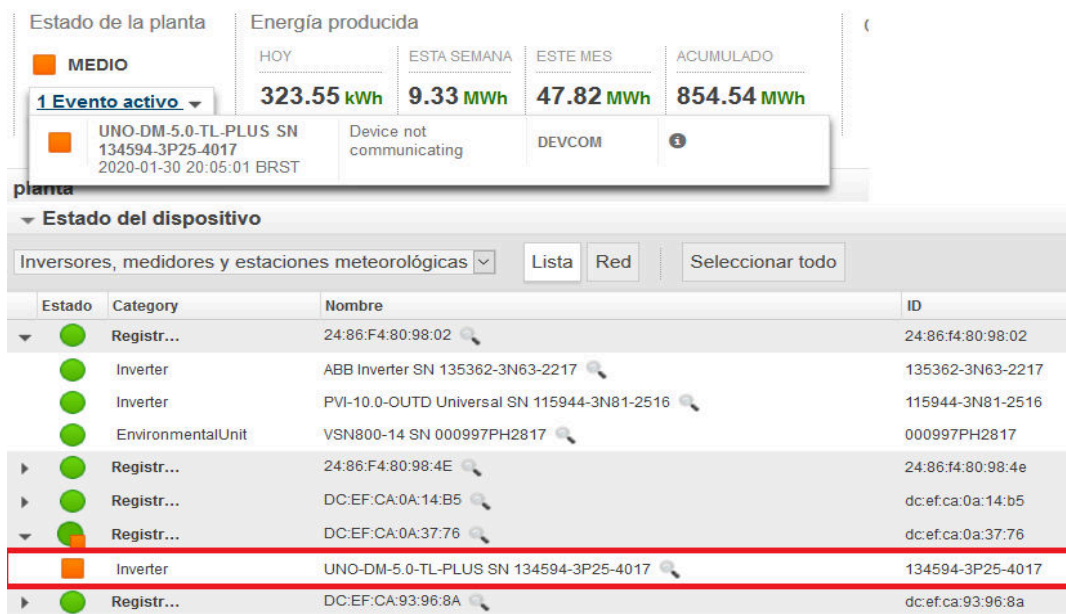 Estado de la planta
Energía producida
MEDIO
HOY
ESTA SEMANA
ESTE MES
ACUMULADO
1 Evento activo
323.55 kWh
9.33 MWh
47.82 MWh
854.54 MWh
UNO-DM-5.0-TL-PLUS SN
134594-3P25-4017
2020-01-30 20:05:01 BRST
Device not
communicating
DEVCOM
planta
Estado del dispositivo
Inversores, medidores y estaciones meteorológicas
Lista
Red
Seleccionar todo
Estado Category Nombre ID
Registr... 24:86:F4:80:98:02 24:86:f4:80:98:02
Inverter ABB Inverter SN 135362-3N63-2217 135362-3N63-2217
Inverter PVI-10.0-OUTD Universal SN 115944-3N81-2516 115944-3N81-2516
EnvironmentalUnit VSN800-14 SN 000997PH2817 000997PH2817
Registr... 24:86:F4:80:98:4E 24:86:f4:80:98:4e
Registr... DC:EF:CA:0A:14:B5 dc:ef:ca:0a:14:b5
Registr... DC:EF:CA:0A:37:76 dc:ef:ca:0a:37:76
Inverter UNO-DM-5.0-TL-PLUS SN 134594-3P25-4017 134594-3P25-4017
Registr... DC:EF:CA:93:96:8A dc:ef:ca:93:96:8a